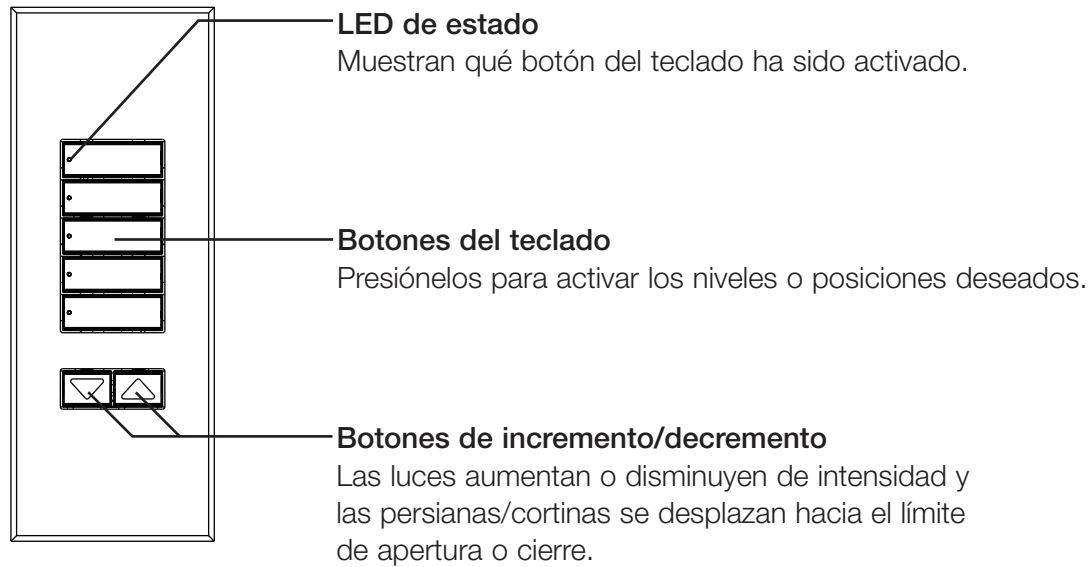 LED de estado
Muestran qué botón del teclado ha sido activado.
Botones del teclado
Presiónelos para activar los niveles o posiciones deseados.
Botones de incremento/decremento
Las luces aumentan o disminuyen de intensidad y
las persianas/cortinas se desplazan hacia el límite
de apertura o cierre.